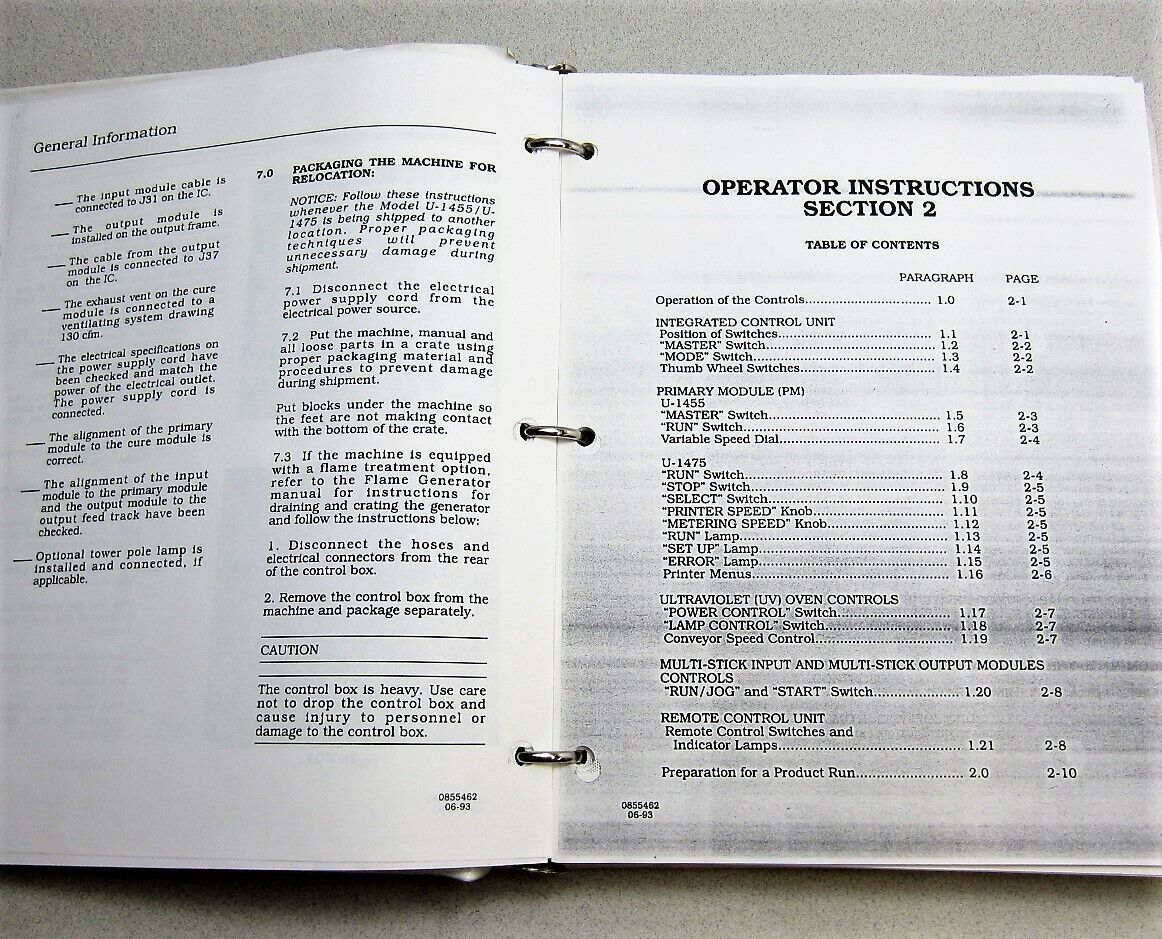 General Information
— The input module cable is
connected to J31 on the IC.
— The output module is
installed on the output frame.
— The cable from the output
module is connected to J37
on the IC.
— The exhaust vent on the cure
module is connected to a
ventilating system drawing
130 cfm.
— The electrical specifications on
the power supply cord have
been checked and match the
power of the electrical outlet.
The power supply cord is
connected.
— The alignment of the primary
module to the cure module is
correct.
— The alignment of the input
module to the primary module
and the output module to the
output feed track have been
checked.
— Optional tower pole lamp is
installed and connected, if
applicable.
7.0 PACKAGING THE MACHINE FOR
RELOCATION:
NOTICE: Follow these instructions
whenever the Model U-1455/U-
1475 is being shipped to another
location. Proper packaging
techniques will prevent
unnecessary damage during
shipment.
7.1 Disconnect the electrical
power supply cord from the
electrical power source.
7.2 Put the machine, manual and
all loose parts in a crate using
proper packaging material and
procedures to prevent damage
during shipment.
Put blocks under the machine so
the feet are not making contact
with the bottom of the crate.
7.3 If the machine is equipped
with a flame treatment option,
refer to the Flame Generator
manual for instructions for
draining and crating the generator
and follow the instructions below:
1. Disconnect the hoses and
electrical connectors from the rear
of the control box.
2. Remove the control box from the
machine and package separately.
CAUTION
The control box is heavy. Use care
not to drop the control box and
cause injury to personnel or
damage to the control box.
0855462
06-93
OPERATOR INSTRUCTIONS
SECTION 2
TABLE OF CONTENTS
PARAGRAPH PAGE
Operation of the Controls............................. 1.0 2-1
INTEGRATED CONTROL UNIT
Position of Switches................................... 1.1 2-1
"MASTER" Switch...................................... 1.2 2-2
"MODE" Switch......................................... 1.3 2-2
Thumb Wheel Switches.............................. 1.4 2-2
PRIMARY MODULE (PM)
U-1455
"MASTER" Switch...................................... 1.5 2-3
"RUN" Switch............................................ 1.6 2-3
Variable Speed Dial.................................... 1.7 2-4
U-1475
"RUN" Switch............................................ 1.8 2-4
"STOP" Switch........................................... 1.9 2-5
"SELECT" Switch....................................... 1.10 2-5
"PRINTER SPEED" Knob............................. 1.11 2-5
"METERING SPEED" Knob.......................... 1.12 2-5
"RUN" Lamp.............................................. 1.13 2-5
"SET UP" Lamp.......................................... 1.14 2-5
"ERROR" Lamp.......................................... 1.15 2-5
Printer Menus............................................ 1.16 2-6
ULTRAVIOLET (UV) OVEN CONTROLS
"POWER CONTROL" Switch........................ 1.17 2-7
"LAMP CONTROL" Switch.......................... 1.18 2-7
Conveyor Speed Control.............................. 1.19 2-7
MULTI-STICK INPUT AND MULTI-STICK OUTPUT MODULES
CONTROLS
"RUN/JOG" and "START" Switch.................... 1.20 2-8
REMOTE CONTROL UNIT
Remote Control Switches and
Indicator Lamps......................................... 1.21 2-8
Preparation for a Product Run......................... 2.0 2-10
0855462
06-93